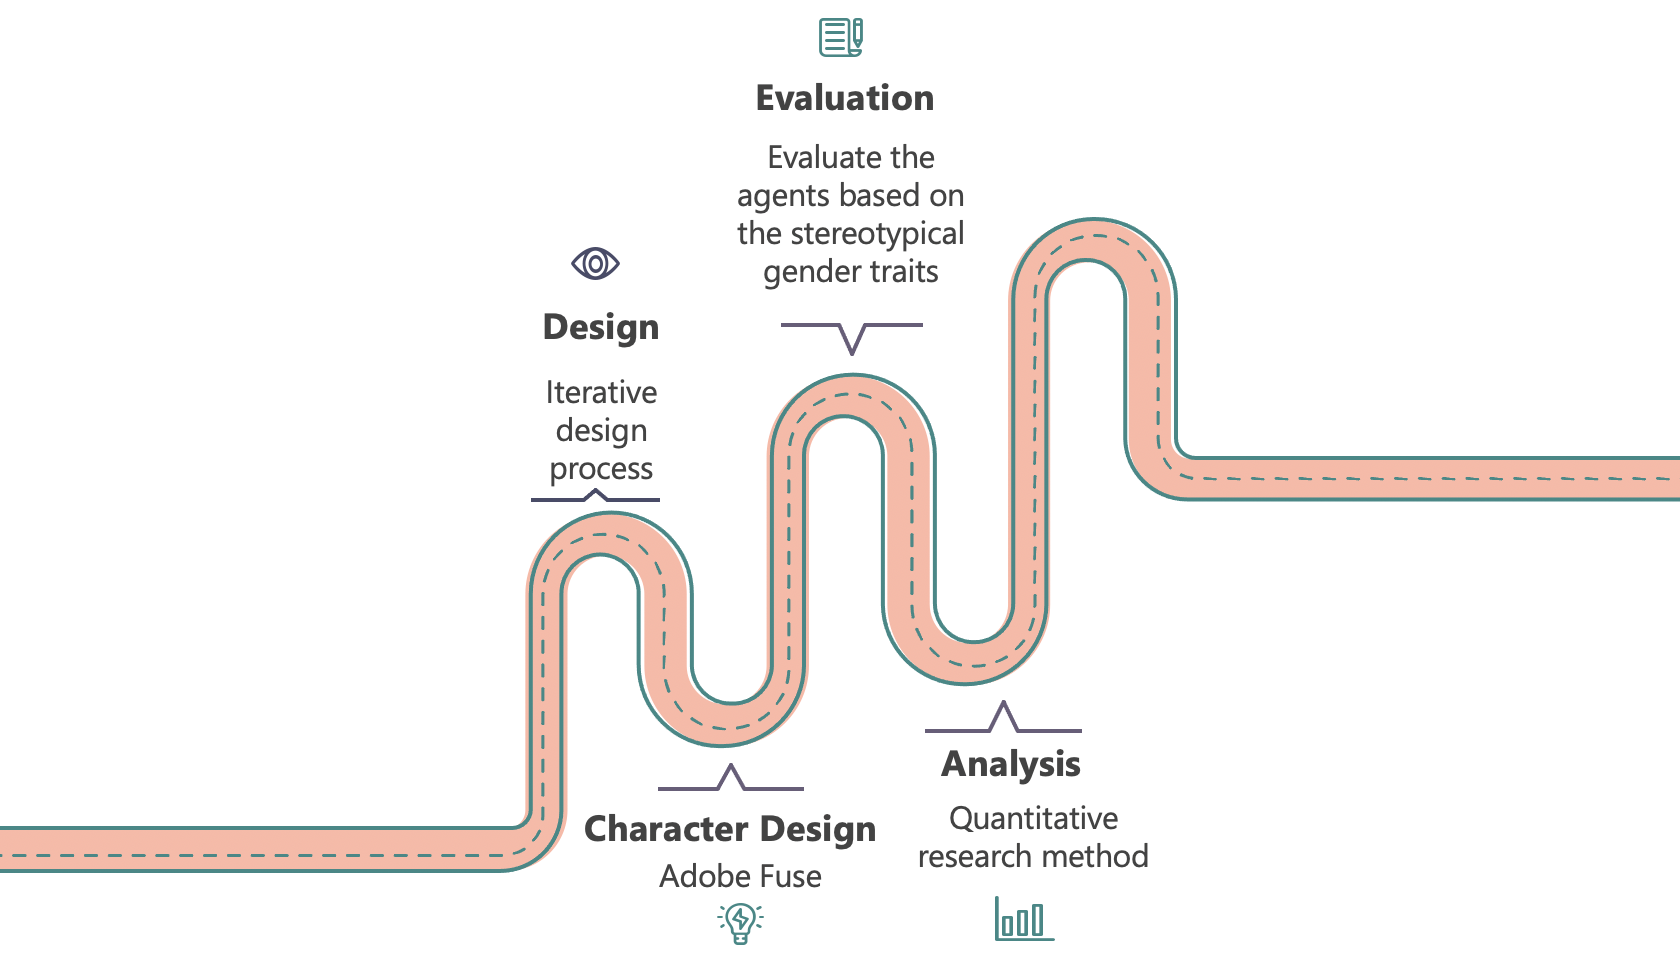 Evaluation
Evaluate the
agents based on
the stereotypical
gender traits
Design
Iterative
design
process
Character Design
Adobe Fuse
Analysis
Quantitative
research method